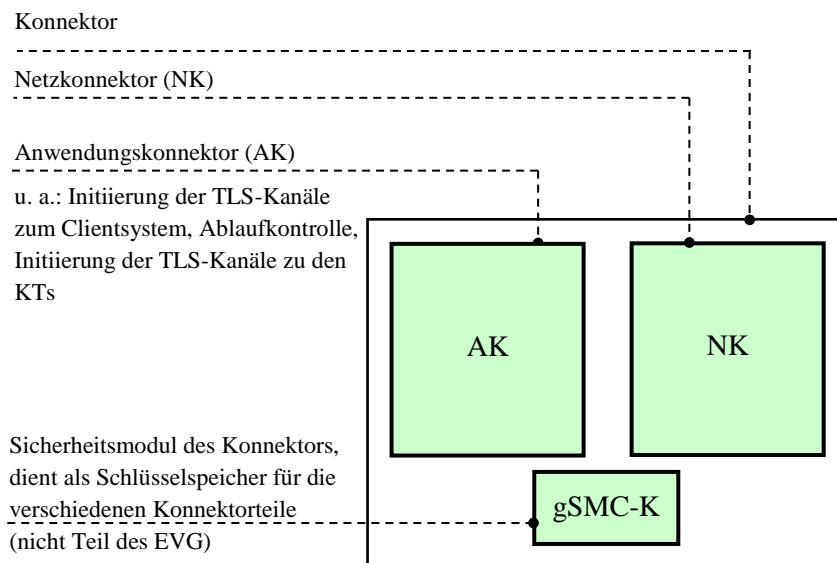 Konnektor
Netzkonnektor (NK)
Anwendungskonnektor (AK)
u. a.: Initiierung der TLS-Kanäle
zum Clientsystem, Ablaufkontrolle,
Initiierung der TLS-Kanäle zu den
KTs
AK
NK
Sicherheitsmodul des Konnektors,
dient als Schlüsselspeicher für die
verschiedenen Konnektorteile
(nicht Teil des EVG)
gSMC-K